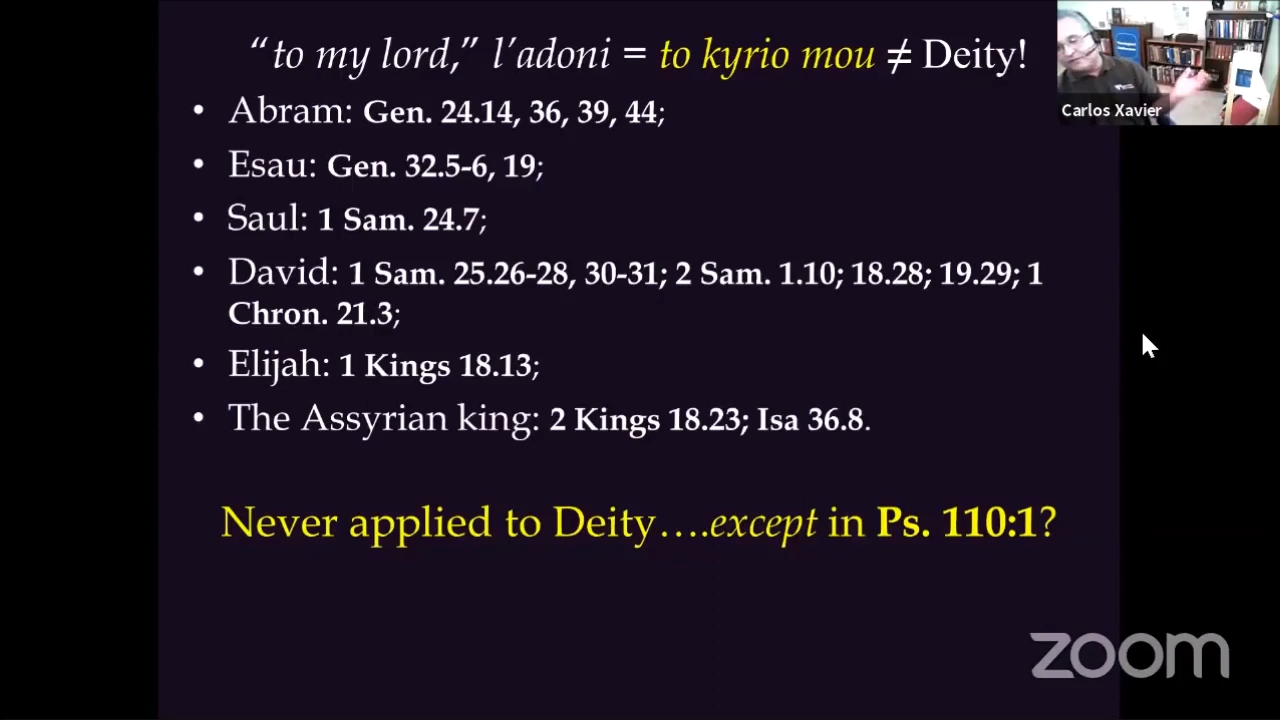 “to my lord,” l’adoni = to kyrio mou ≠ Deity!
• Abram: Gen. 24.14, 36, 39, 44;
• Esau: Gen. 32.5-6, 19;
• Saul: 1 Sam. 24.7;
• David: 1 Sam. 25.26-28, 30-31; 2 Sam. 1.10; 18.28; 19.29; 1
Chron. 21.3;
• Elijah: 1 Kings 18.13;
• The Assyrian king: 2 Kings 18.23; Isa 36.8.
Never applied to Deity….except in Ps. 110:1?
Carlos Xavier
zoom